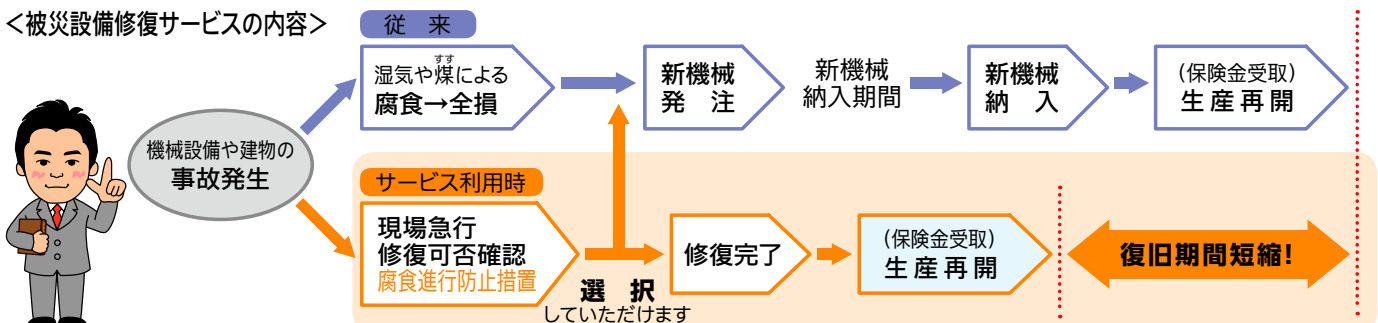 <被災設備修復サービスの内容>
従 来
すす
湿気や煤による
腐食→全損
新機械
発 注
新機械
納入期間
新機械
納 入
(保険金受取)
生産再開
機械設備や建物の
事故発生
サービス利用時
現場急行
修復可否確認
腐食進行防止措置
選 択
していただけます
修復完了
(保険金受取)
生産再開
復旧期間短縮!